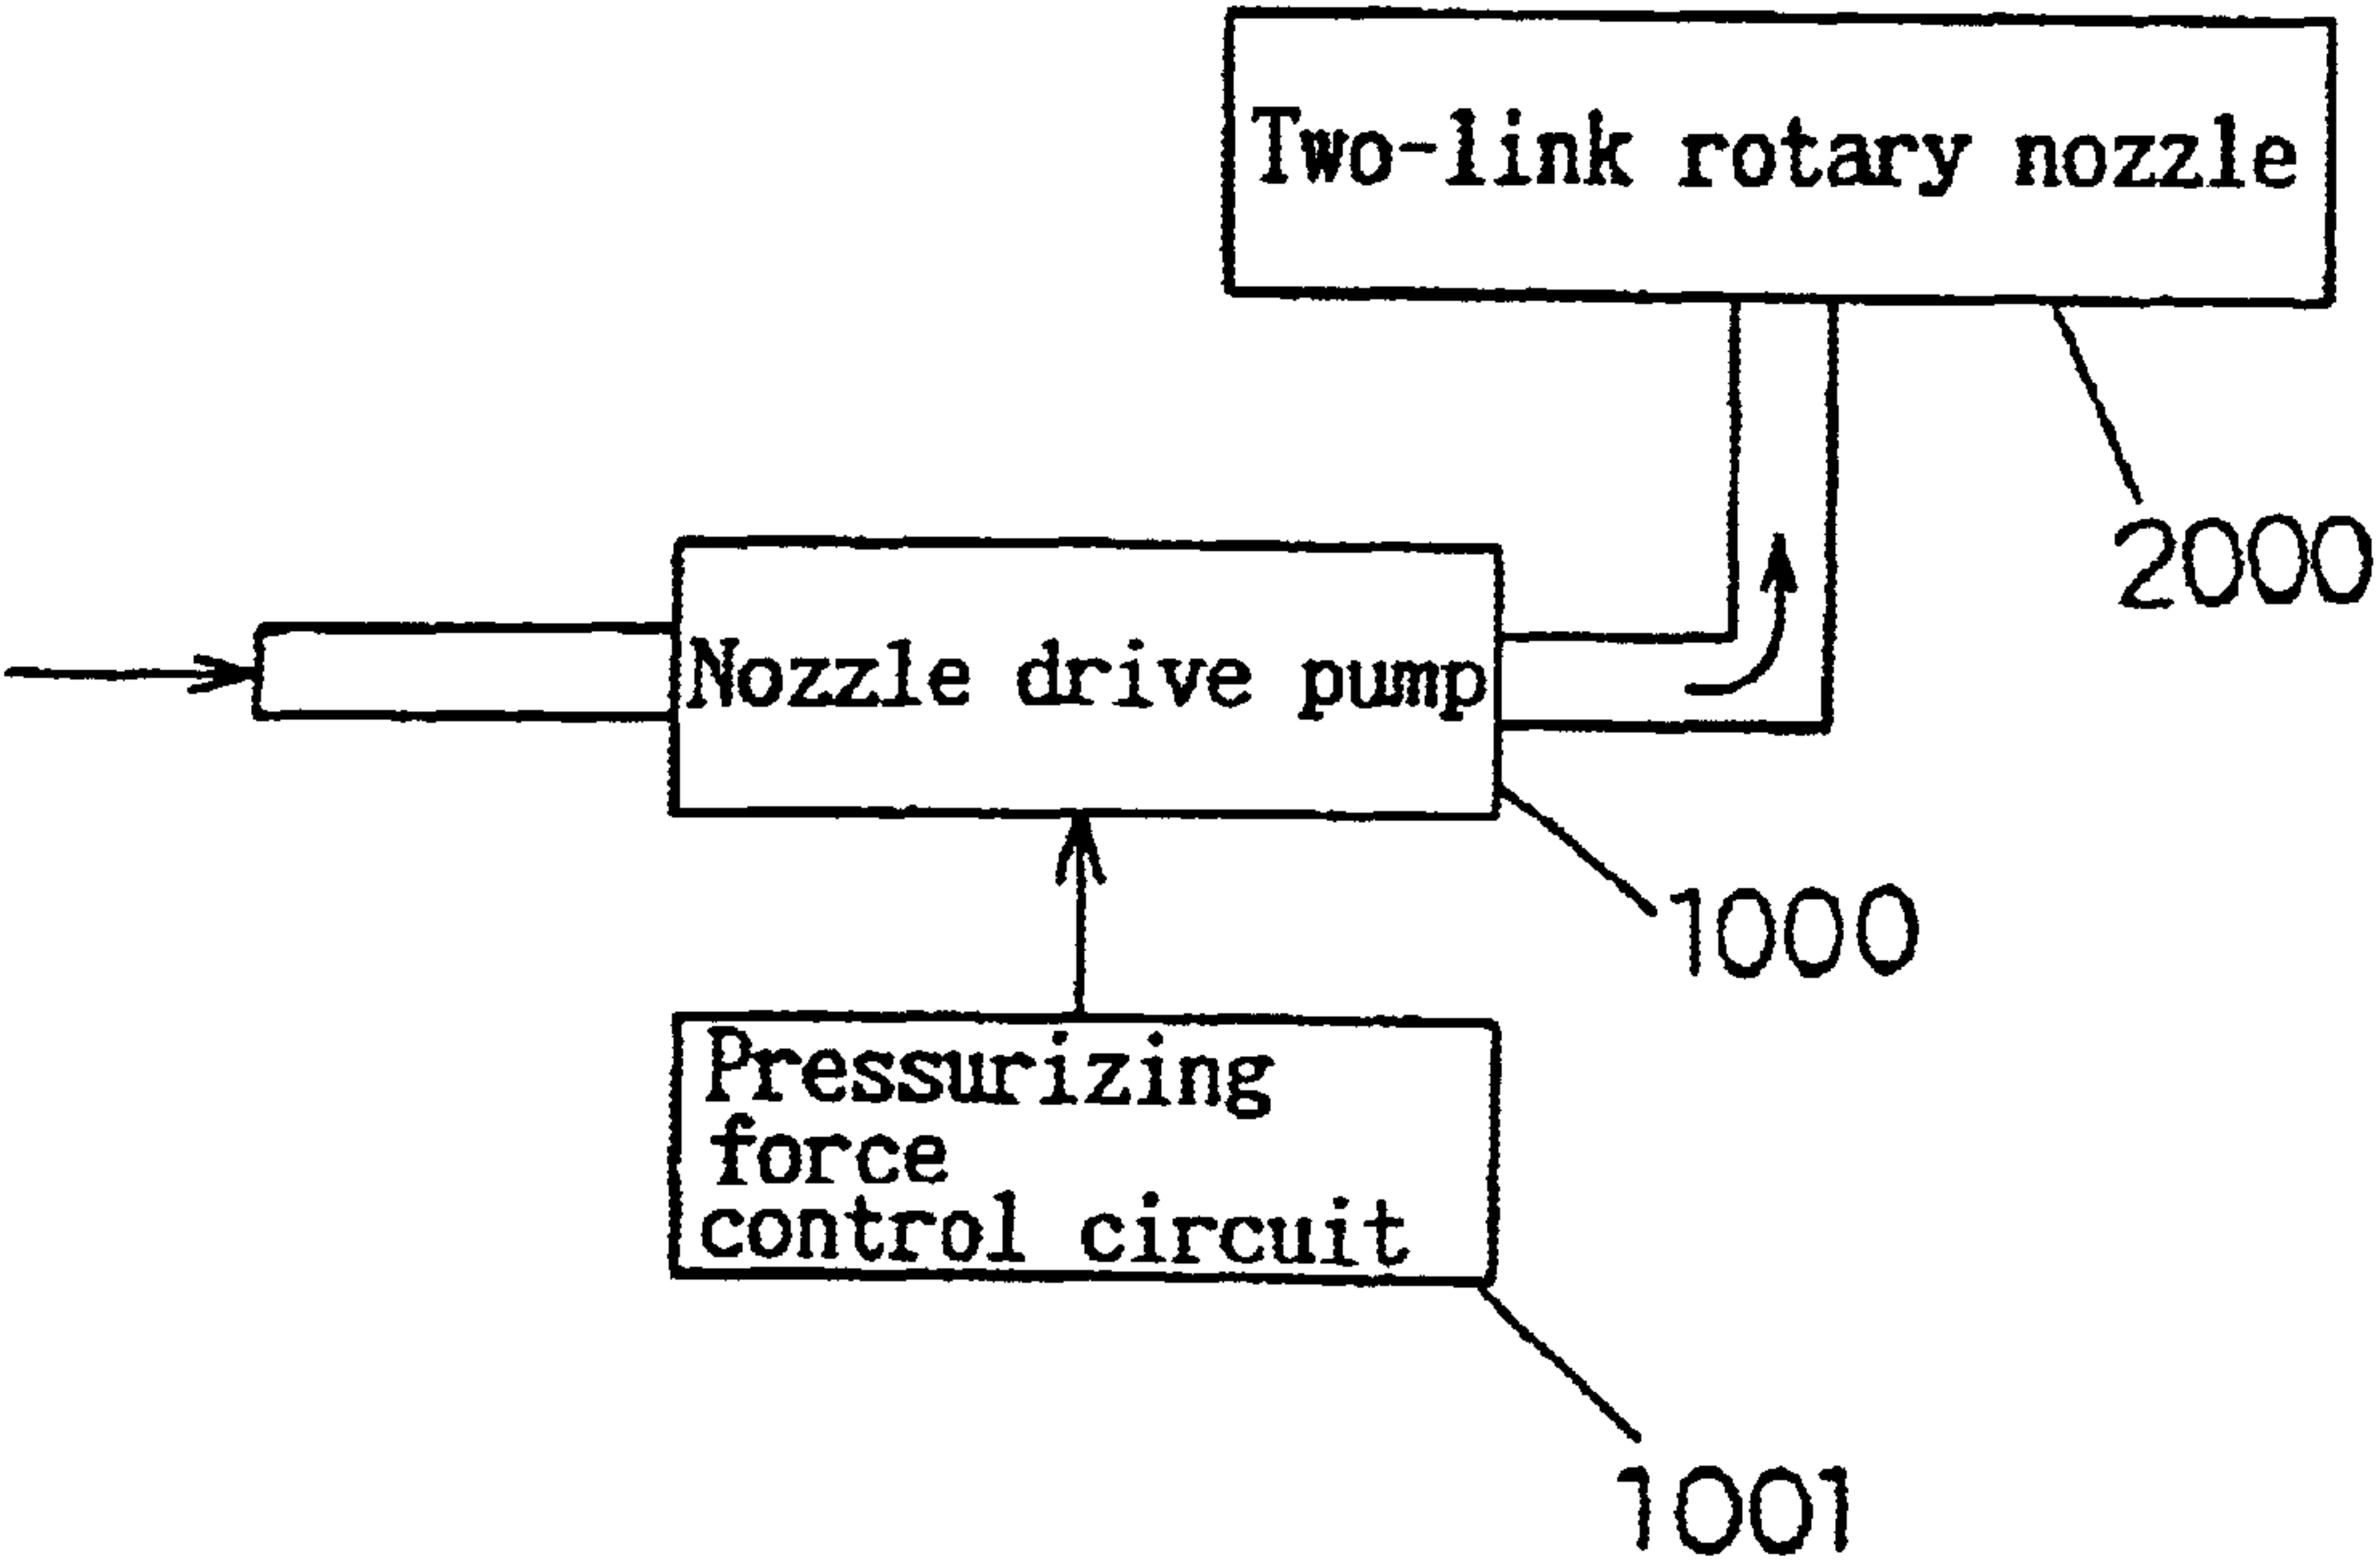 Two-link rotary nozzle
2000
Nozzle drive pump
1000
Pressurizing
force
control circuit
1001